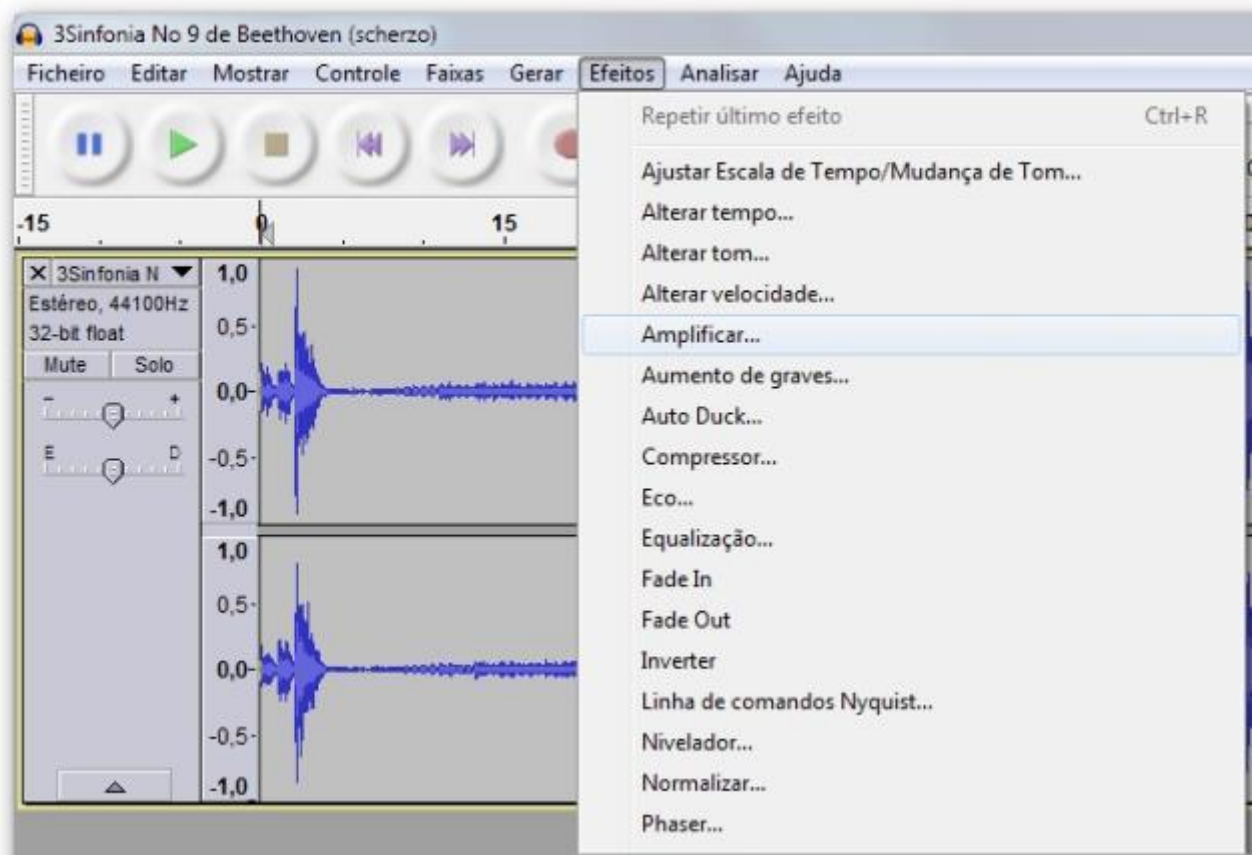 3Sinfonia No 9 de Beethoven (scherzo)
Ficheiro Editar Mostrar Controle Faixas Gerar Efeitos Analisar Ajuda
Repetir último efeito Ctrl+R
Ajustar Escala de Tempo/Mudança de Tom...
Alterar tempo...
Alterar tom...
Alterar velocidade...
Amplificar...
Aumento de graves...
Auto Duck...
Compressor...
Eco...
Equalização...
Fade In
Fade Out
Inverter
Linha de comandos Nyquist...
Nivelador...
Normalizar...
Phaser...
-15 0 15
3Sinfonia N
Estéreo, 44100Hz
32-bit float
Mute Solo
- +
E D
1,0
0,5
0,0
-0,5
-1,0
1,0
0,5
0,0
-0,5
-1,0